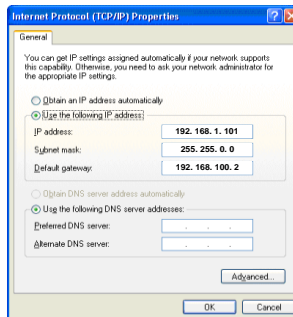 Internet Protocol (TCP/IP) Properties
General
You can get IP settings assigned automatically if your network supports
this capability. Otherwise, you need to ask your network administrator for
the appropriate IP settings.
Obtain an IP address automatically
Use the following IP address:
IP address: 192. 168. 1. 101
Subnet mask: 255. 255. 0. 0
Default gateway: 192. 168. 100. 2
Obtain DNS server address automatically
Use the following DNS server addresses:
Preferred DNS server: . . .
Alternate DNS server: . . .
Advanced...
OK Cancel